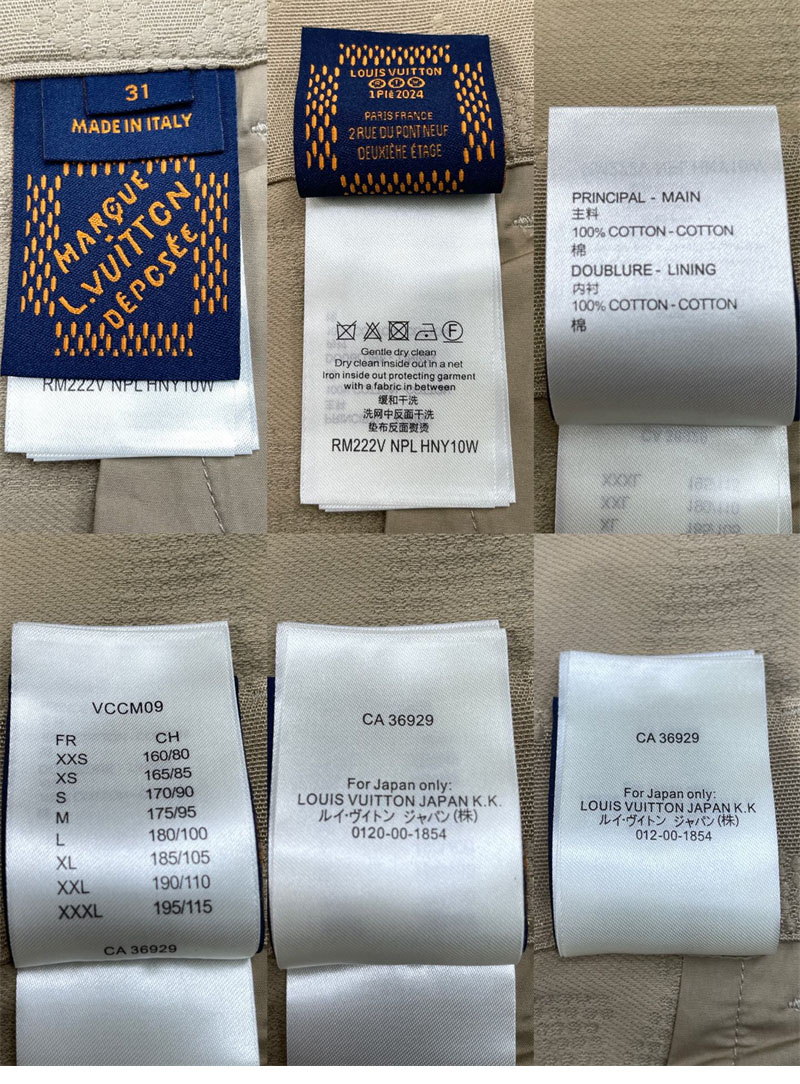 31
MADE IN ITALY
MARQUE
L.VUITTON
DÉPOSÉE
RM222V NPL HNY10W
LOUIS VUITTON
1PIÉ2024
PARIS FRANCE
2 RUE DU PONT NEUF
DEUXIÈME ÉTAGE
Gentle dry clean
Dry clean inside out in a net
Iron inside out protecting garment
with a fabric in between
缓和干洗
洗网中反面干洗
垫布反面熨烫
RM222V NPL HNY10W
PRINCIPAL - MAIN
主料
100% COTTON - COTTON
棉
DOUBLURE - LINING
内衬
100% COTTON - COTTON
棉
VCCM09
FR CH
XXS 160/80
XS 165/85
S 170/90
M 175/95
L 180/100
XL 185/105
XXL 190/110
XXXL 195/115
CA 36929
CA 36929
For Japan only:
LOUIS VUITTON JAPAN K.K.
ルイ·ヴィトン ジャパン(株)
0120-00-1854
CA 36929
For Japan only:
LOUIS VUITTON JAPAN K.K
ルイ·ヴィトン ジャパン(株)
012-00-1854